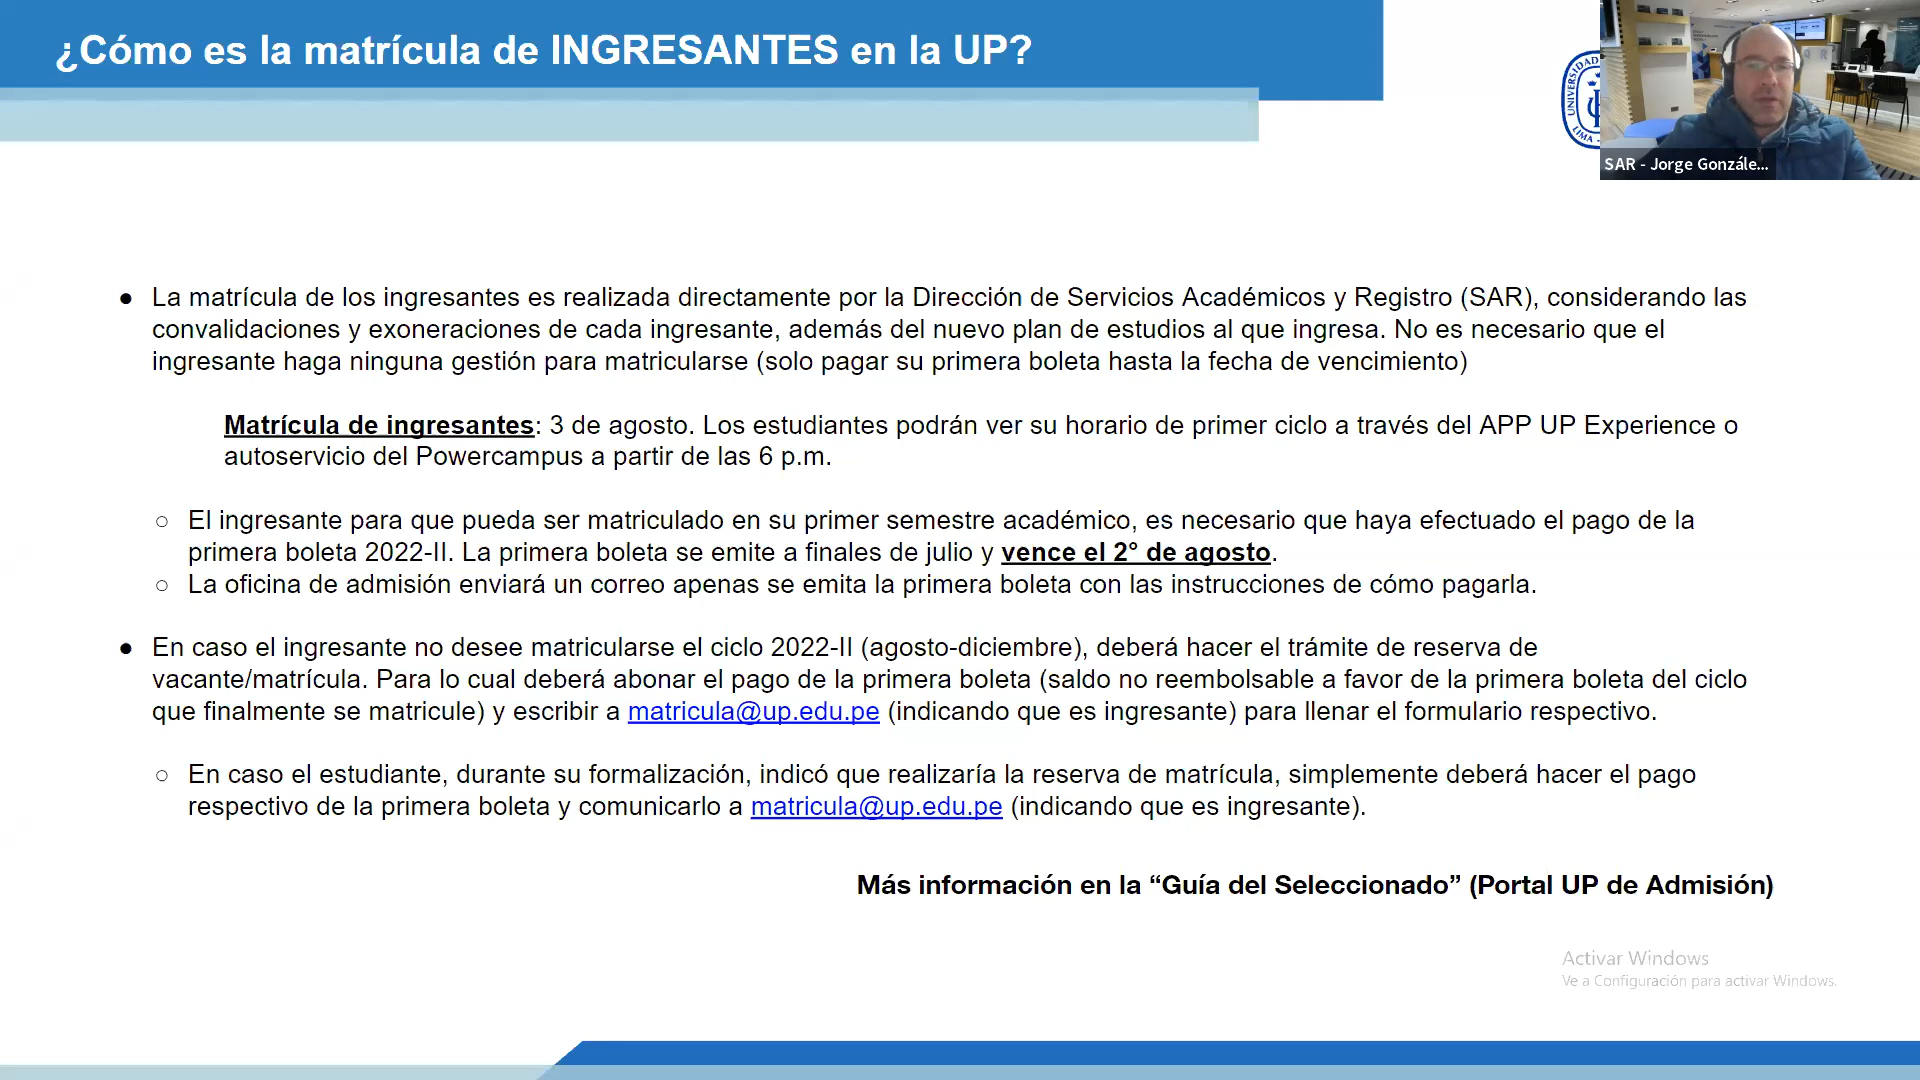 ¿Cómo es la matrícula de INGRESANTES en la UP?
UNIVERSIDAD D
LIMA -
SAR - Jorge Gonzále...
● La matrícula de los ingresantes es realizada directamente por la Dirección de Servicios Académicos y Registro (SAR), considerando las
convalidaciones y exoneraciones de cada ingresante, además del nuevo plan de estudios al que ingresa. No es necesario que el
ingresante haga ninguna gestión para matricularse (solo pagar su primera boleta hasta la fecha de vencimiento)
Matrícula de ingresantes: 3 de agosto. Los estudiantes podrán ver su horario de primer ciclo a través del APP UP Experience o
autoservicio del Powercampus a partir de las 6 p.m.
○ El ingresante para que pueda ser matriculado en su primer semestre académico, es necesario que haya efectuado el pago de la
primera boleta 2022-II. La primera boleta se emite a finales de julio y vence el 2° de agosto.
○ La oficina de admisión enviará un correo apenas se emita la primera boleta con las instrucciones de cómo pagarla.
● En caso el ingresante no desee matricularse el ciclo 2022-II (agosto-diciembre), deberá hacer el trámite de reserva de
vacante/matrícula. Para lo cual deberá abonar el pago de la primera boleta (saldo no reembolsable a favor de la primera boleta del ciclo
que finalmente se matricule) y escribir a matricula@up.edu.pe (indicando que es ingresante) para llenar el formulario respectivo.
○ En caso el estudiante, durante su formalización, indicó que realizaría la reserva de matrícula, simplemente deberá hacer el pago
respectivo de la primera boleta y comunicarlo a matricula@up.edu.pe (indicando que es ingresante).
Más información en la “Guía del Seleccionado” (Portal UP de Admisión)
Activar Windows
Ve a Configuración para activar Windows.